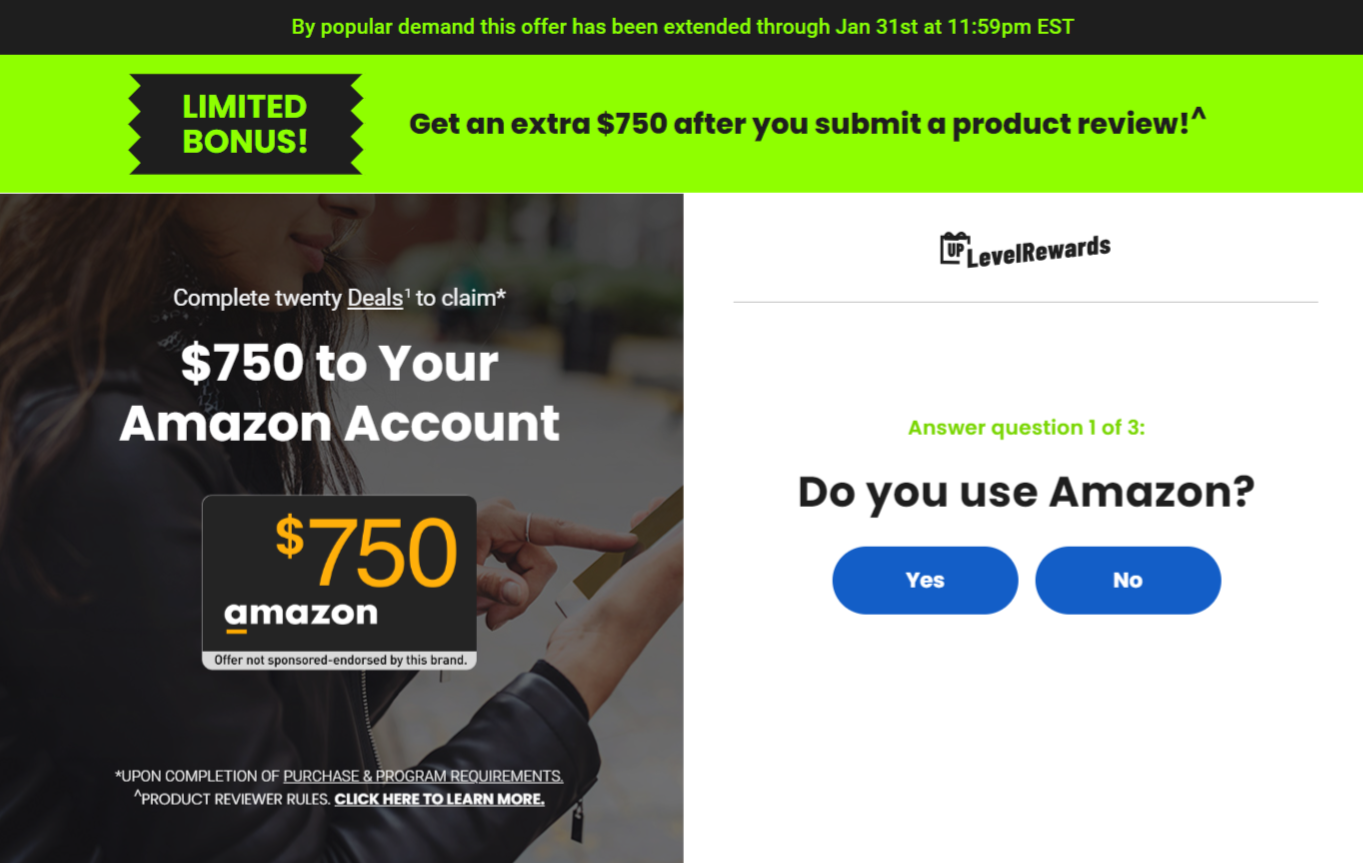 By popular demand this offer has been extended through Jan 31st at 11:59pm EST
LIMITED
BONUS!
Get an extra $750 after you submit a product review!^
Complete twenty Deals¹ to claim*
$750 to Your
Amazon Account
$750
amazon
Offer not sponsored-endorsed by this brand.
*UPON COMPLETION OF PURCHASE & PROGRAM REQUIREMENTS.
^PRODUCT REVIEWER RULES. CLICK HERE TO LEARN MORE.
UP LevelRewards
Answer question 1 of 3:
Do you use Amazon?
Yes
No